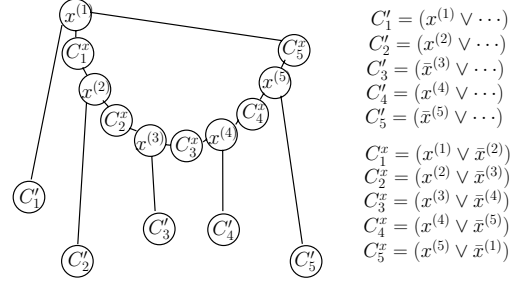 x^{(1)}
C_1^x
C_5^x
x^{(2)}
x^{(5)}
C_2^x
C_4^x
x^{(3)}
x^{(4)}
C_3^x
C'_1
C'_3
C'_4
C'_2
C'_5
C'_1 = (x^{(1)} ∨ ⋯)
C'_2 = (x^{(2)} ∨ ⋯)
C'_3 = (x̄^{(3)} ∨ ⋯)
C'_4 = (x^{(4)} ∨ ⋯)
C'_5 = (x̄^{(5)} ∨ ⋯)
C_1^x = (x^{(1)} ∨ x̄^{(2)})
C_2^x = (x^{(2)} ∨ x̄^{(3)})
C_3^x = (x^{(3)} ∨ x̄^{(4)})
C_4^x = (x^{(4)} ∨ x̄^{(5)})
C_5^x = (x^{(5)} ∨ x̄^{(1)})